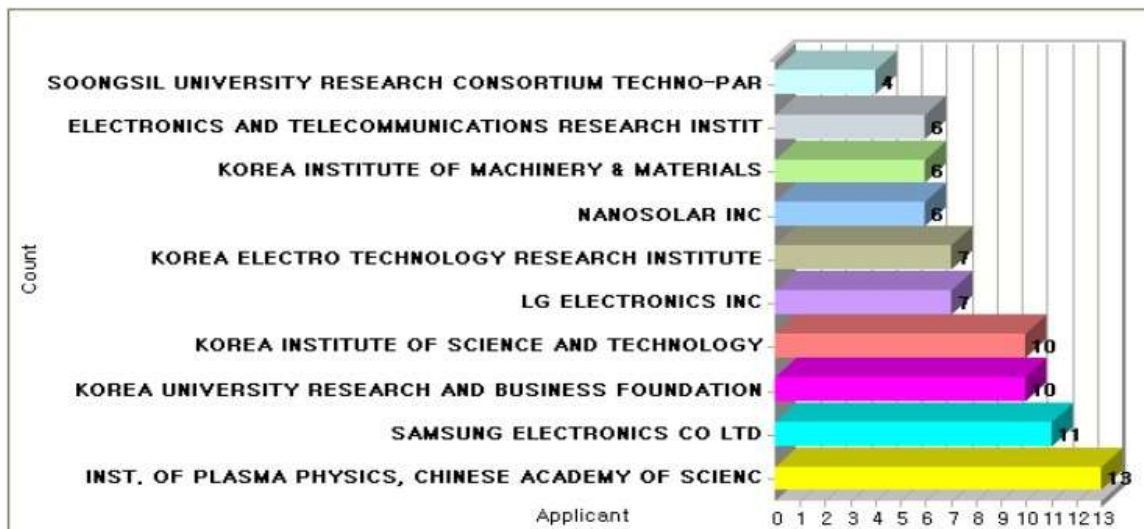 SOONGSIL UNIVERSITY RESEARCH CONSORTIUM TECHNO-PAR 4
ELECTRONICS AND TELECOMMUNICATIONS RESEARCH INSTIT 6
KOREA INSTITUTE OF MACHINERY & MATERIALS 6
NANOSOLAR INC 6
KOREA ELECTRO TECHNOLOGY RESEARCH INSTITUTE 7
LG ELECTRONICS INC 7
KOREA INSTITUTE OF SCIENCE AND TECHNOLOGY 10
KOREA UNIVERSITY RESEARCH AND BUSINESS FOUNDATION 10
SAMSUNG ELECTRONICS CO LTD 11
INST. OF PLASMA PHYSICS, CHINESE ACADEMY OF SCIENC 13
Count
Applicant
0 1 2 3 4 5 6 7 8 9 10 11 12 13